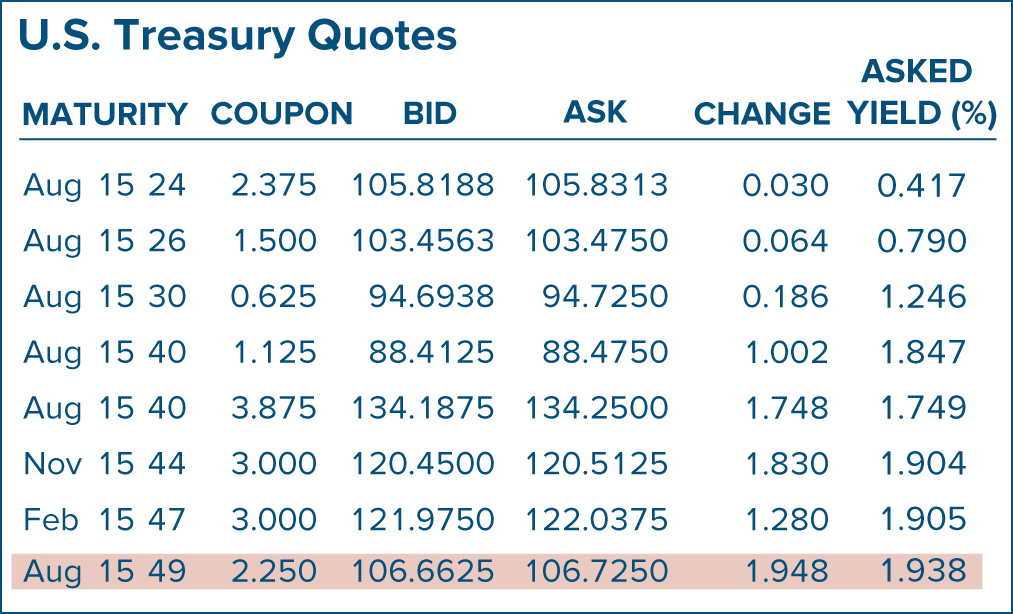 U.S. Treasury Quotes
MATURITY COUPON BID ASK CHANGE ASKED YIELD (%)
Aug 15 24 2.375 105.8188 105.8313 0.030 0.417
Aug 15 26 1.500 103.4563 103.4750 0.064 0.790
Aug 15 30 0.625 94.6938 94.7250 0.186 1.246
Aug 15 40 1.125 88.4125 88.4750 1.002 1.847
Aug 15 40 3.875 134.1875 134.2500 1.748 1.749
Nov 15 44 3.000 120.4500 120.5125 1.830 1.904
Feb 15 47 3.000 121.9750 122.0375 1.280 1.905
Aug 15 49 2.250 106.6625 106.7250 1.948 1.938